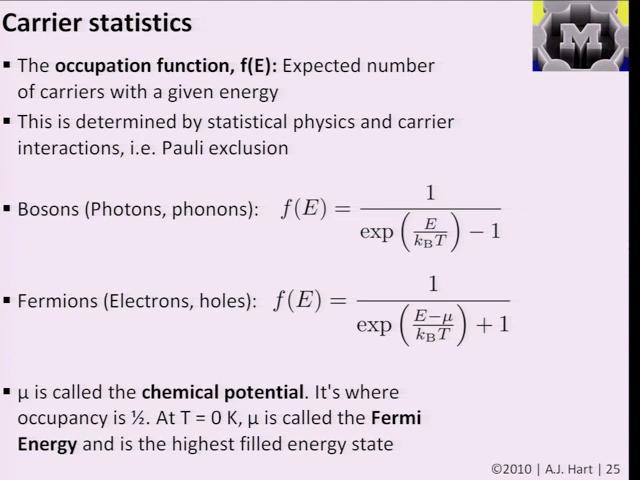 Carrier statistics
▪ The occupation function, f(E): Expected number
of carriers with a given energy
▪ This is determined by statistical physics and carrier
interactions, i.e. Pauli exclusion
▪ Bosons (Photons, phonons): f(E) = 1 / (exp(E/(k_B T)) − 1)
▪ Fermions (Electrons, holes): f(E) = 1 / (exp((E−μ)/(k_B T)) + 1)
▪ μ is called the chemical potential. It's where
occupancy is ½. At T = 0 K, μ is called the Fermi
Energy and is the highest filled energy state
©2010 | A.J. Hart | 25
M